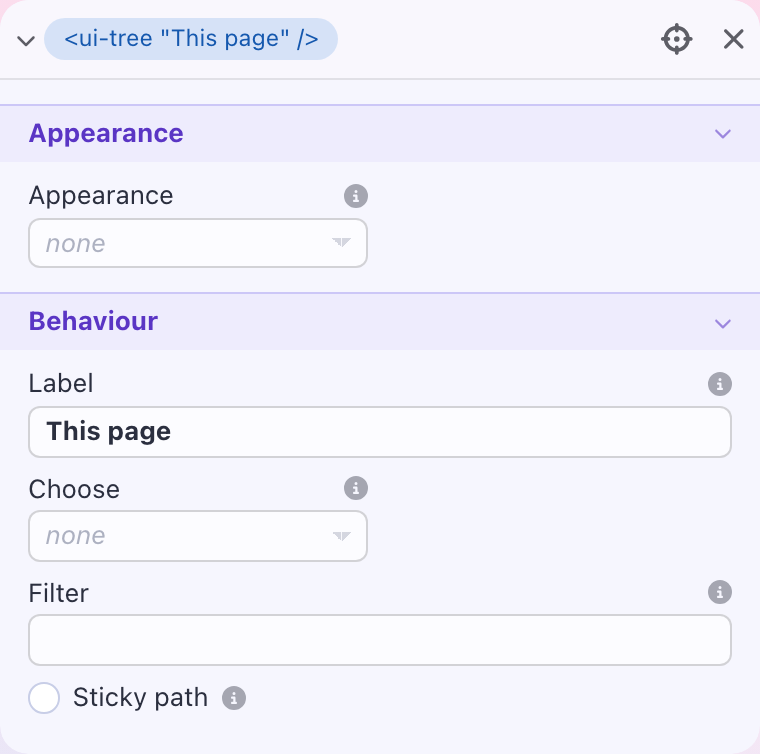 <ui-tree "This page" />
Appearance
Appearance
none
Behaviour
Label
This page
Choose
none
Filter
Sticky path